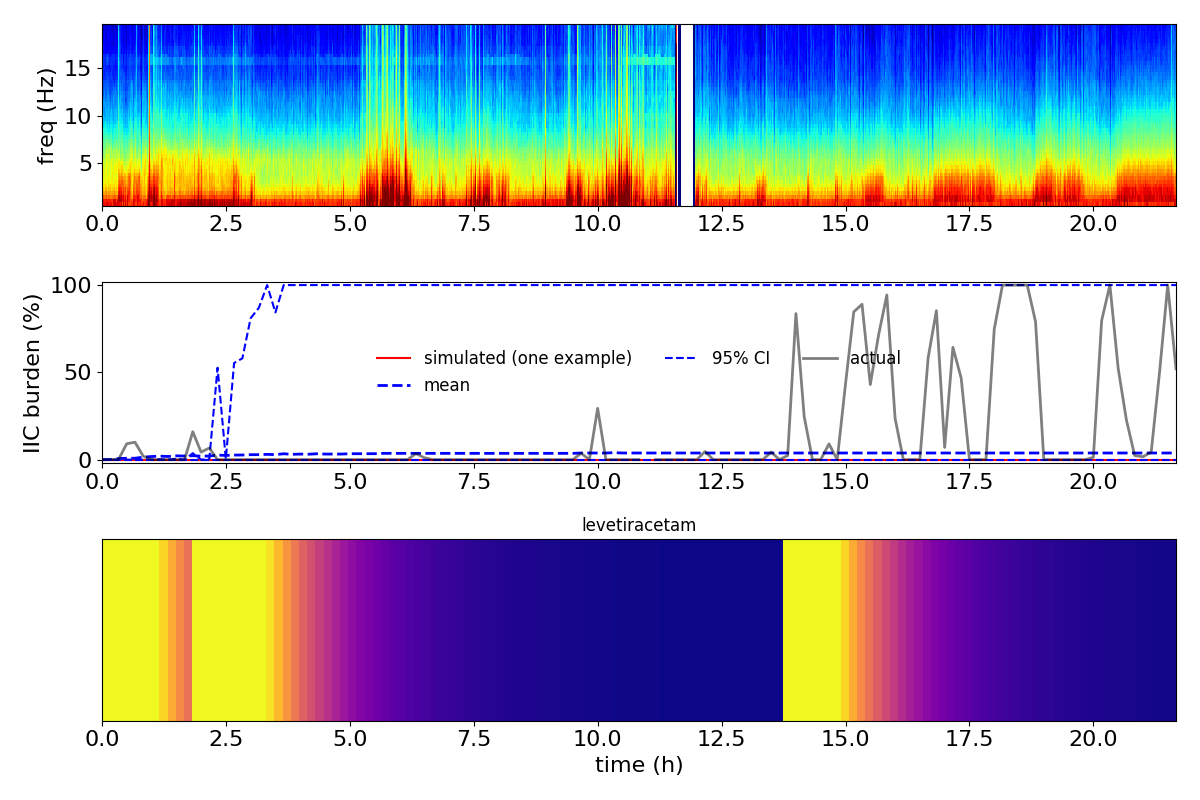 freq (Hz)
15
10
5
0.0 2.5 5.0 7.5 10.0 12.5 15.0 17.5 20.0
IIC burden (%)
100
50
0
simulated (one example)
mean
95% CI
actual
0.0 2.5 5.0 7.5 10.0 12.5 15.0 17.5 20.0
levetiracetam
0.0 2.5 5.0 7.5 10.0 12.5 15.0 17.5 20.0
time (h)